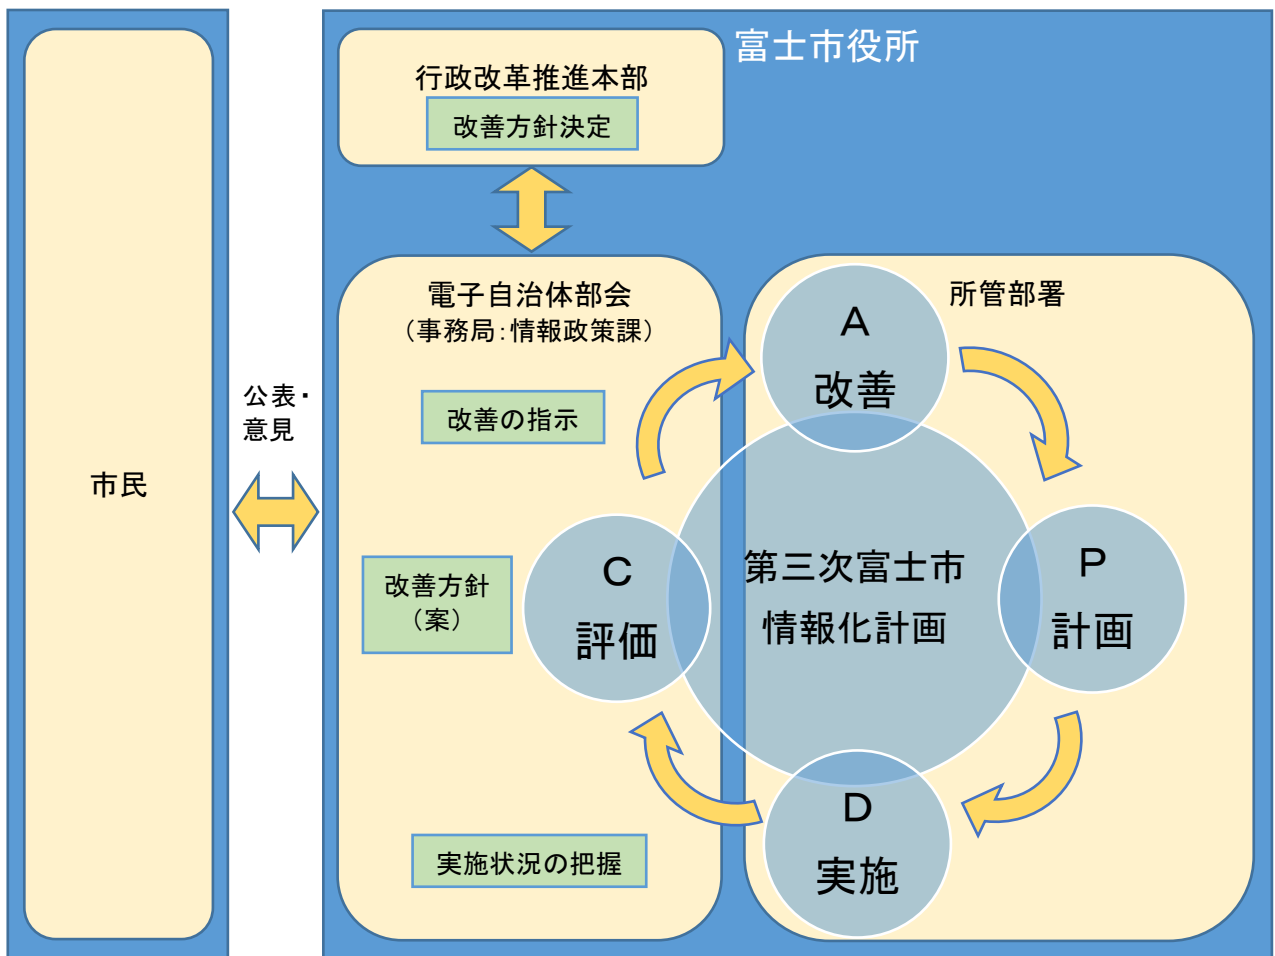 富士市役所
行政改革推進本部
改善方針決定
電子自治体部会
（事務局：情報政策課）
所管部署
A
改善
改善の指示
公表・
意見
市民
C
評価
改善方針
（案）
第三次富士市
情報化計画
P
計画
D
実施
実施状況の把握